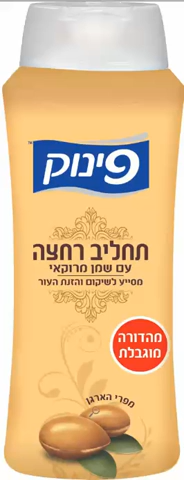 פינוק
תחליב רחצה
עם שמן מרוקאי
מסייע לשיקום והזנת העור
מהדורה
מוגבלת
מפרי הארגן